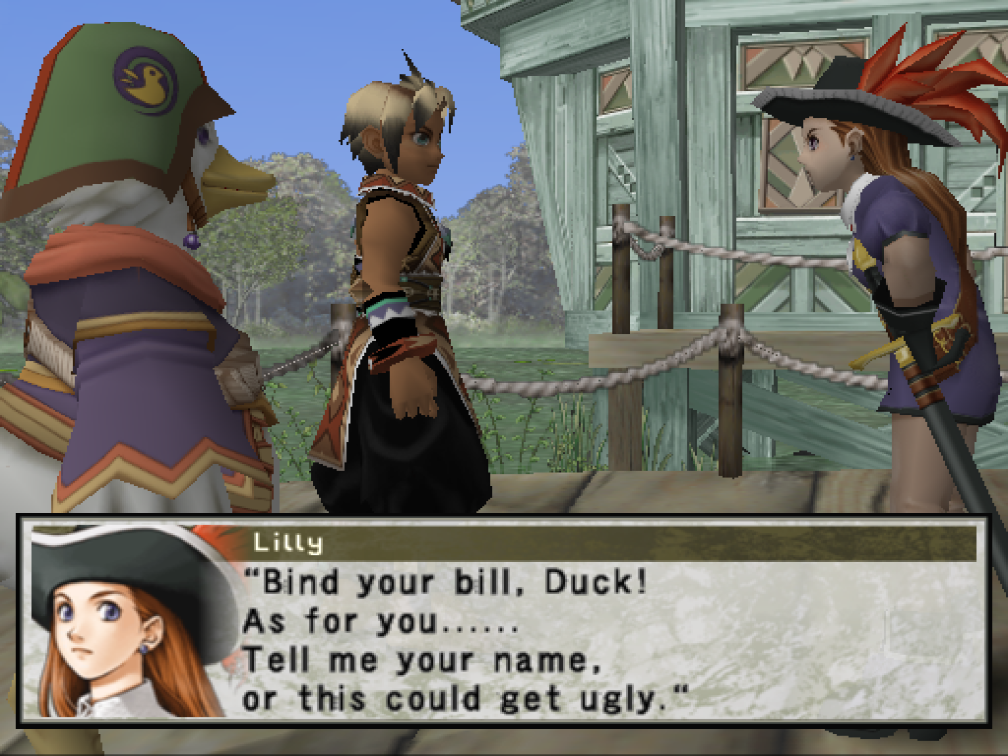 Lilly
“Bind your bill, Duck!
As for you......
Tell me your name,
or this could get ugly.“